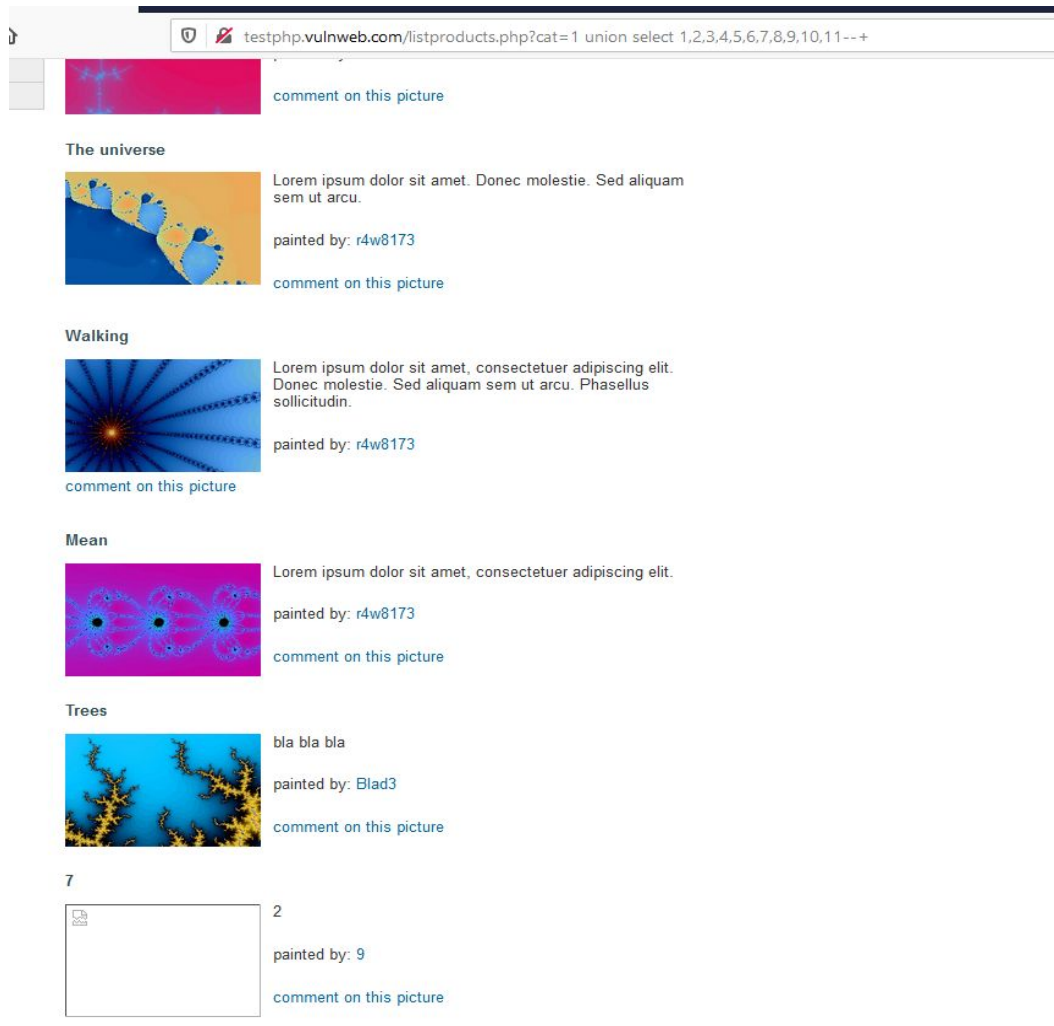 testphp.vulnweb.com/listproducts.php?cat=1 union select 1,2,3,4,5,6,7,8,9,10,11--+
comment on this picture
The universe
Lorem ipsum dolor sit amet. Donec molestie. Sed aliquam
sem ut arcu.
painted by: r4w8173
comment on this picture
Walking
Lorem ipsum dolor sit amet, consectetuer adipiscing elit.
Donec molestie. Sed aliquam sem ut arcu. Phasellus
sollicitudin.
painted by: r4w8173
comment on this picture
Mean
Lorem ipsum dolor sit amet, consectetuer adipiscing elit.
painted by: r4w8173
comment on this picture
Trees
bla bla bla
painted by: Blad3
comment on this picture
7
2
painted by: 9
comment on this picture